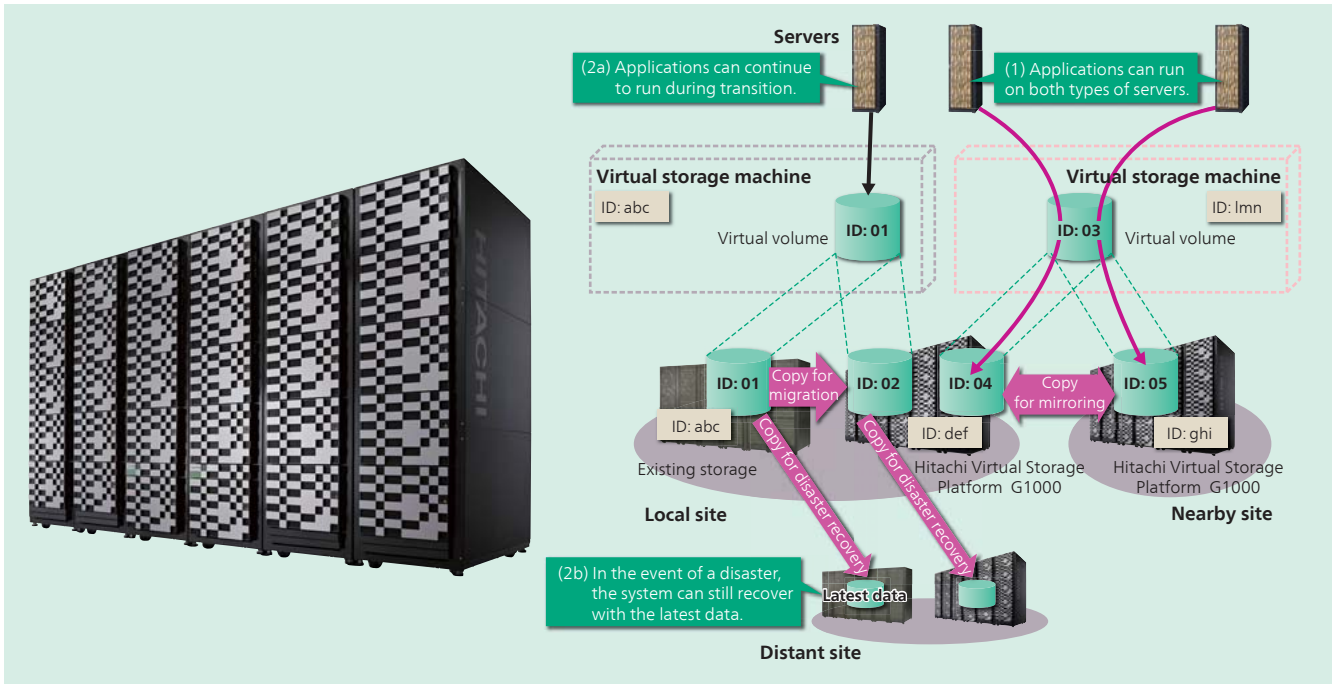 HITACHI
Servers
(2a) Applications can continue
to run during transition.
(1) Applications can run
on both types of servers.
Virtual storage machine
ID: abc
Virtual volume
ID: 01
Virtual storage machine
ID: lmn
ID: 03
Virtual volume
ID: 01
Copy for
migration
ID: 02
ID: 04
Copy
for mirroring
ID: 05
ID: abc
ID: def
ID: ghi
Existing storage
Hitachi Virtual Storage
Platform G1000
Hitachi Virtual Storage
Platform G1000
Local site
Nearby site
Copy for disaster recovery
Copy for disaster recovery
(2b) In the event of a disaster,
the system can still recover
with the latest data.
Latest data
Distant site